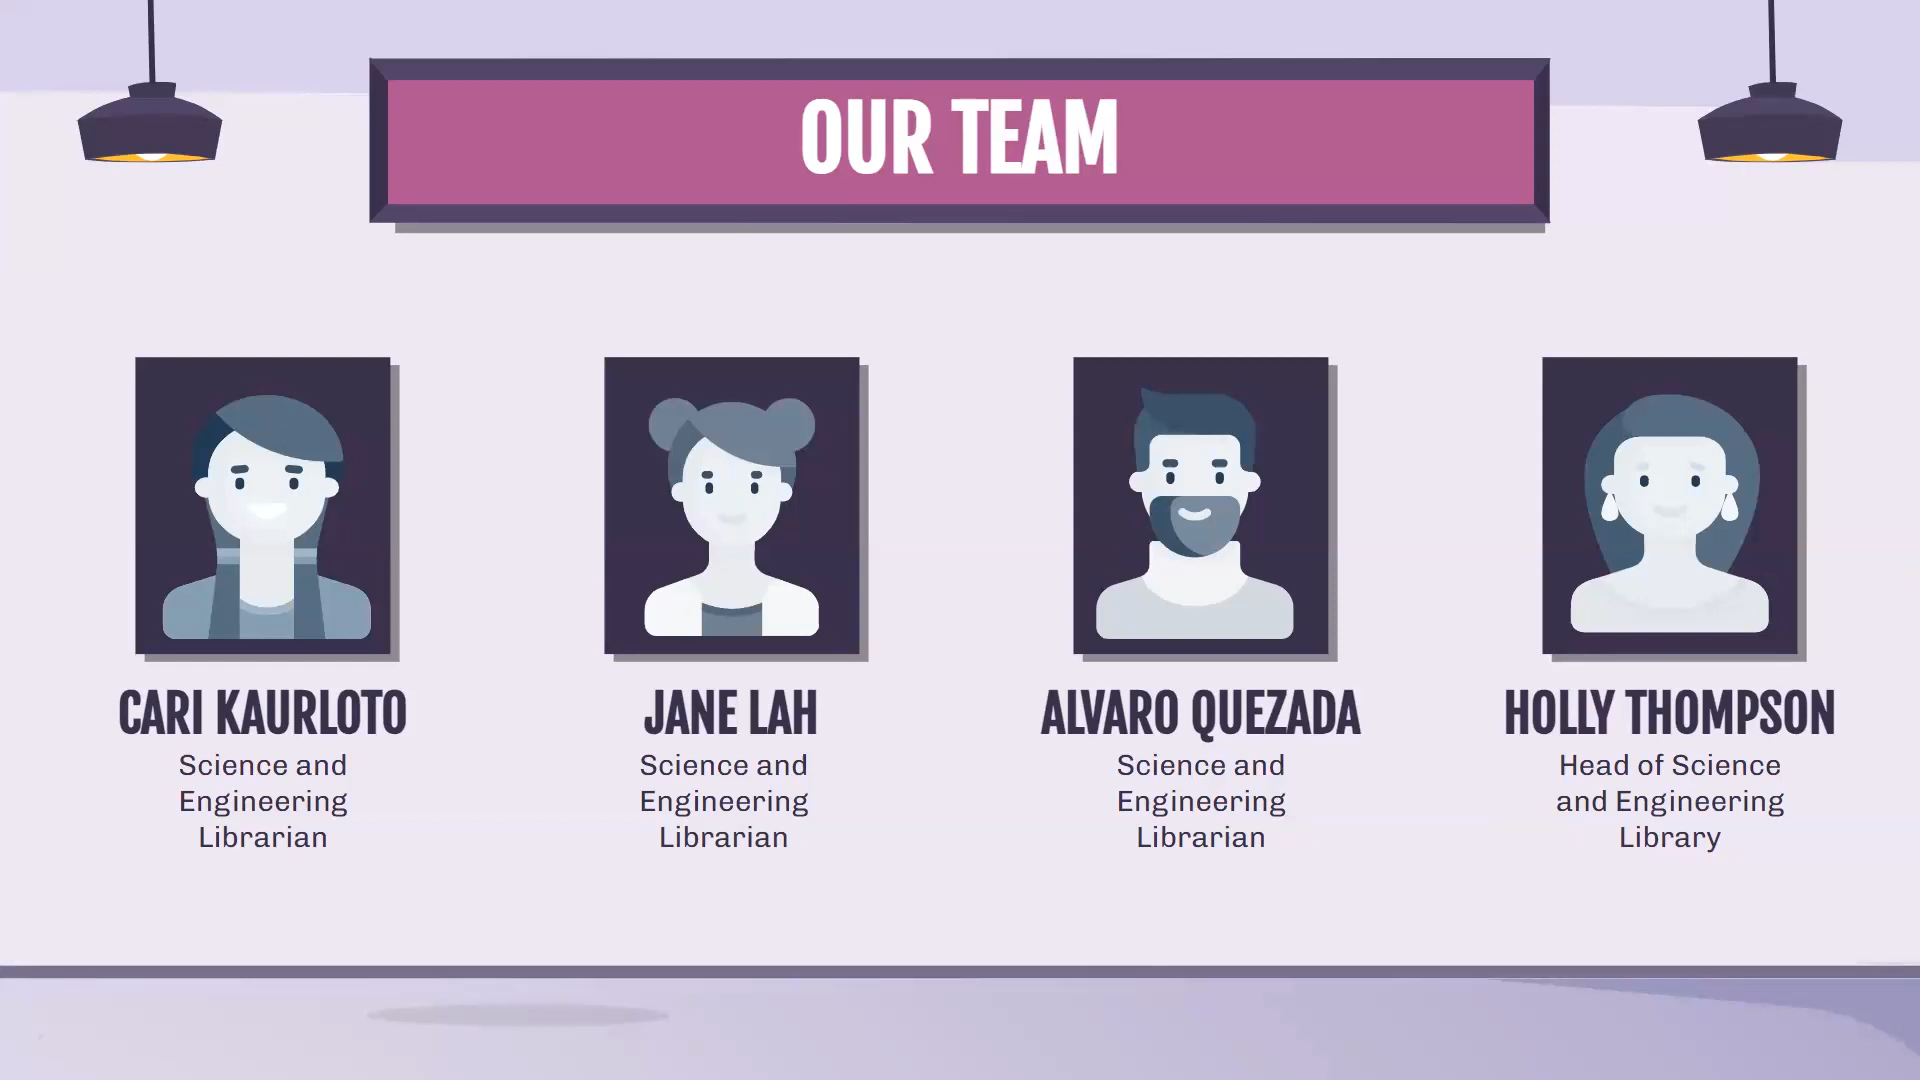 OUR TEAM
CARI KAURLOTO
Science and
Engineering
Librarian
JANE LAH
Science and
Engineering
Librarian
ALVARO QUEZADA
Science and
Engineering
Librarian
HOLLY THOMPSON
Head of Science
and Engineering
Library